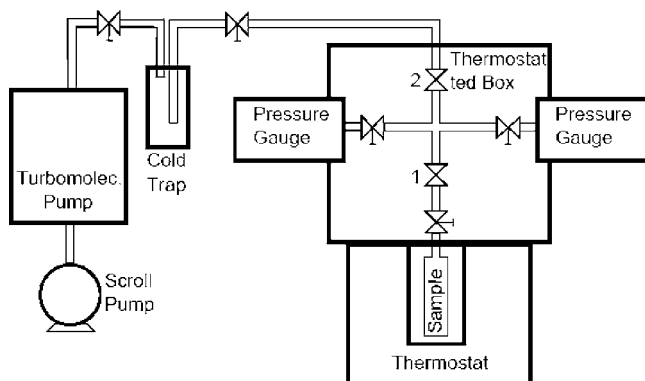 Thermostat
ted Box
2
Pressure
Gauge
Pressure
Gauge
Cold
Trap
Turbomolec.
Pump
1
Scroll
Pump
Sample
Thermostat